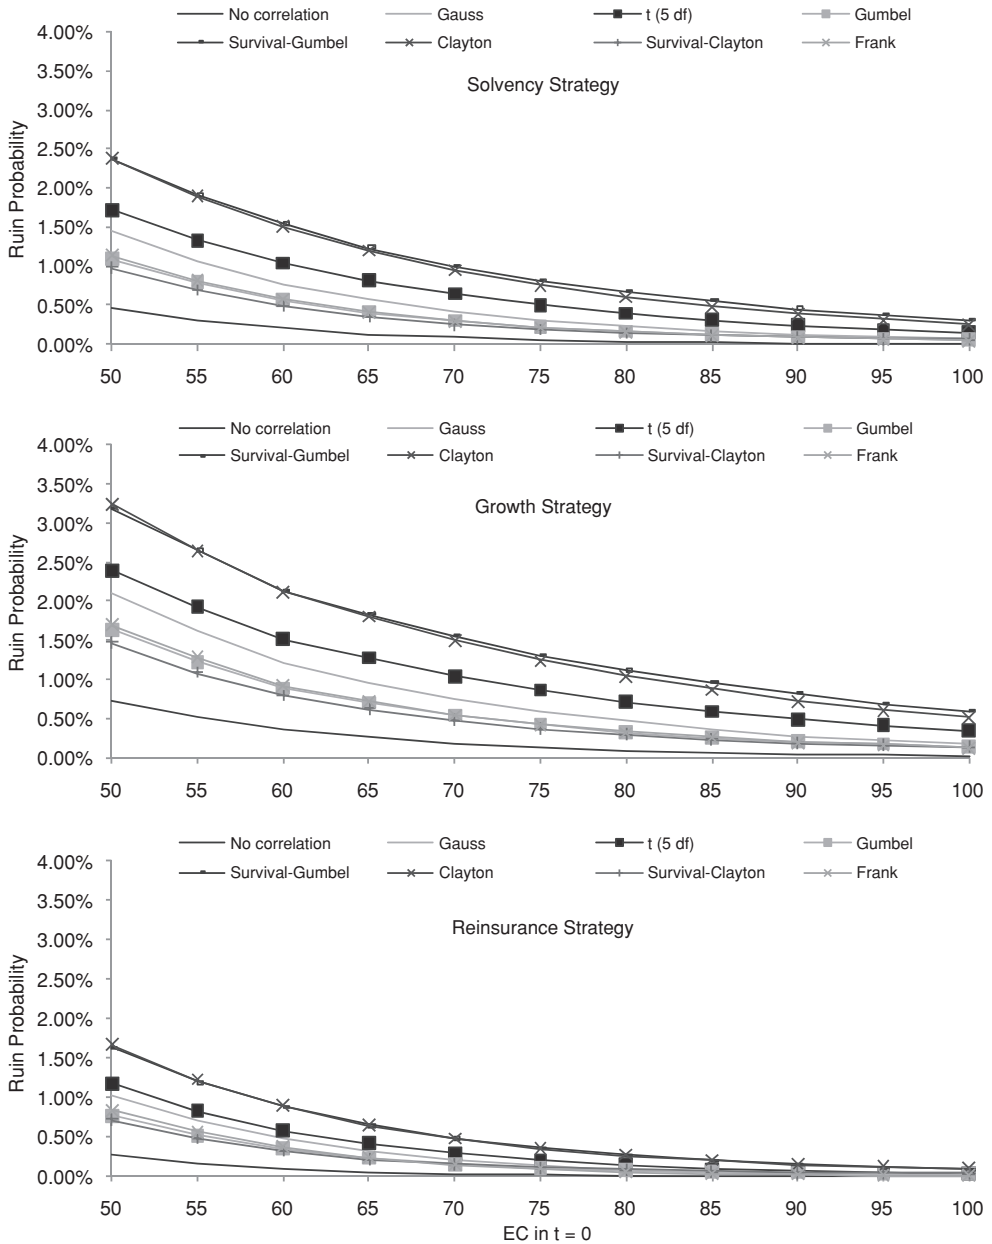 No correlation Gauss t (5 df) Gumbel
Survival-Gumbel Clayton Survival-Clayton Frank
Solvency Strategy
Ruin Probability
4.00%
3.50%
3.00%
2.50%
2.00%
1.50%
1.00%
0.50%
0.00%
50 55 60 65 70 75 80 85 90 95 100
No correlation Gauss t (5 df) Gumbel
Survival-Gumbel Clayton Survival-Clayton Frank
Growth Strategy
Ruin Probability
4.00%
3.50%
3.00%
2.50%
2.00%
1.50%
1.00%
0.50%
0.00%
50 55 60 65 70 75 80 85 90 95 100
No correlation Gauss t (5 df) Gumbel
Survival-Gumbel Clayton Survival-Clayton Frank
Reinsurance Strategy
Ruin Probability
4.00%
3.50%
3.00%
2.50%
2.00%
1.50%
1.00%
0.50%
0.00%
50 55 60 65 70 75 80 85 90 95 100
EC in t = 0